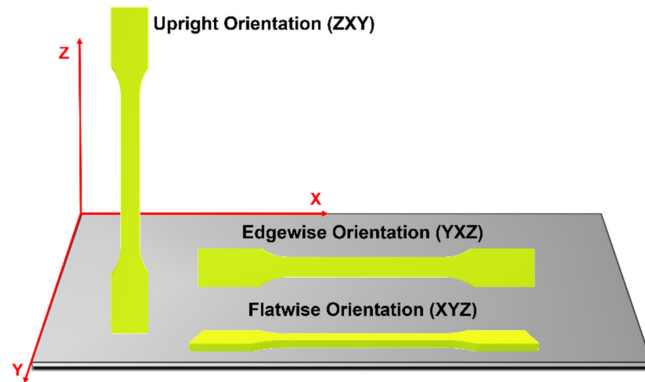 Upright Orientation (ZXY)
Z
X
Edgewise Orientation (YXZ)
Flatwise Orientation (XYZ)
Y